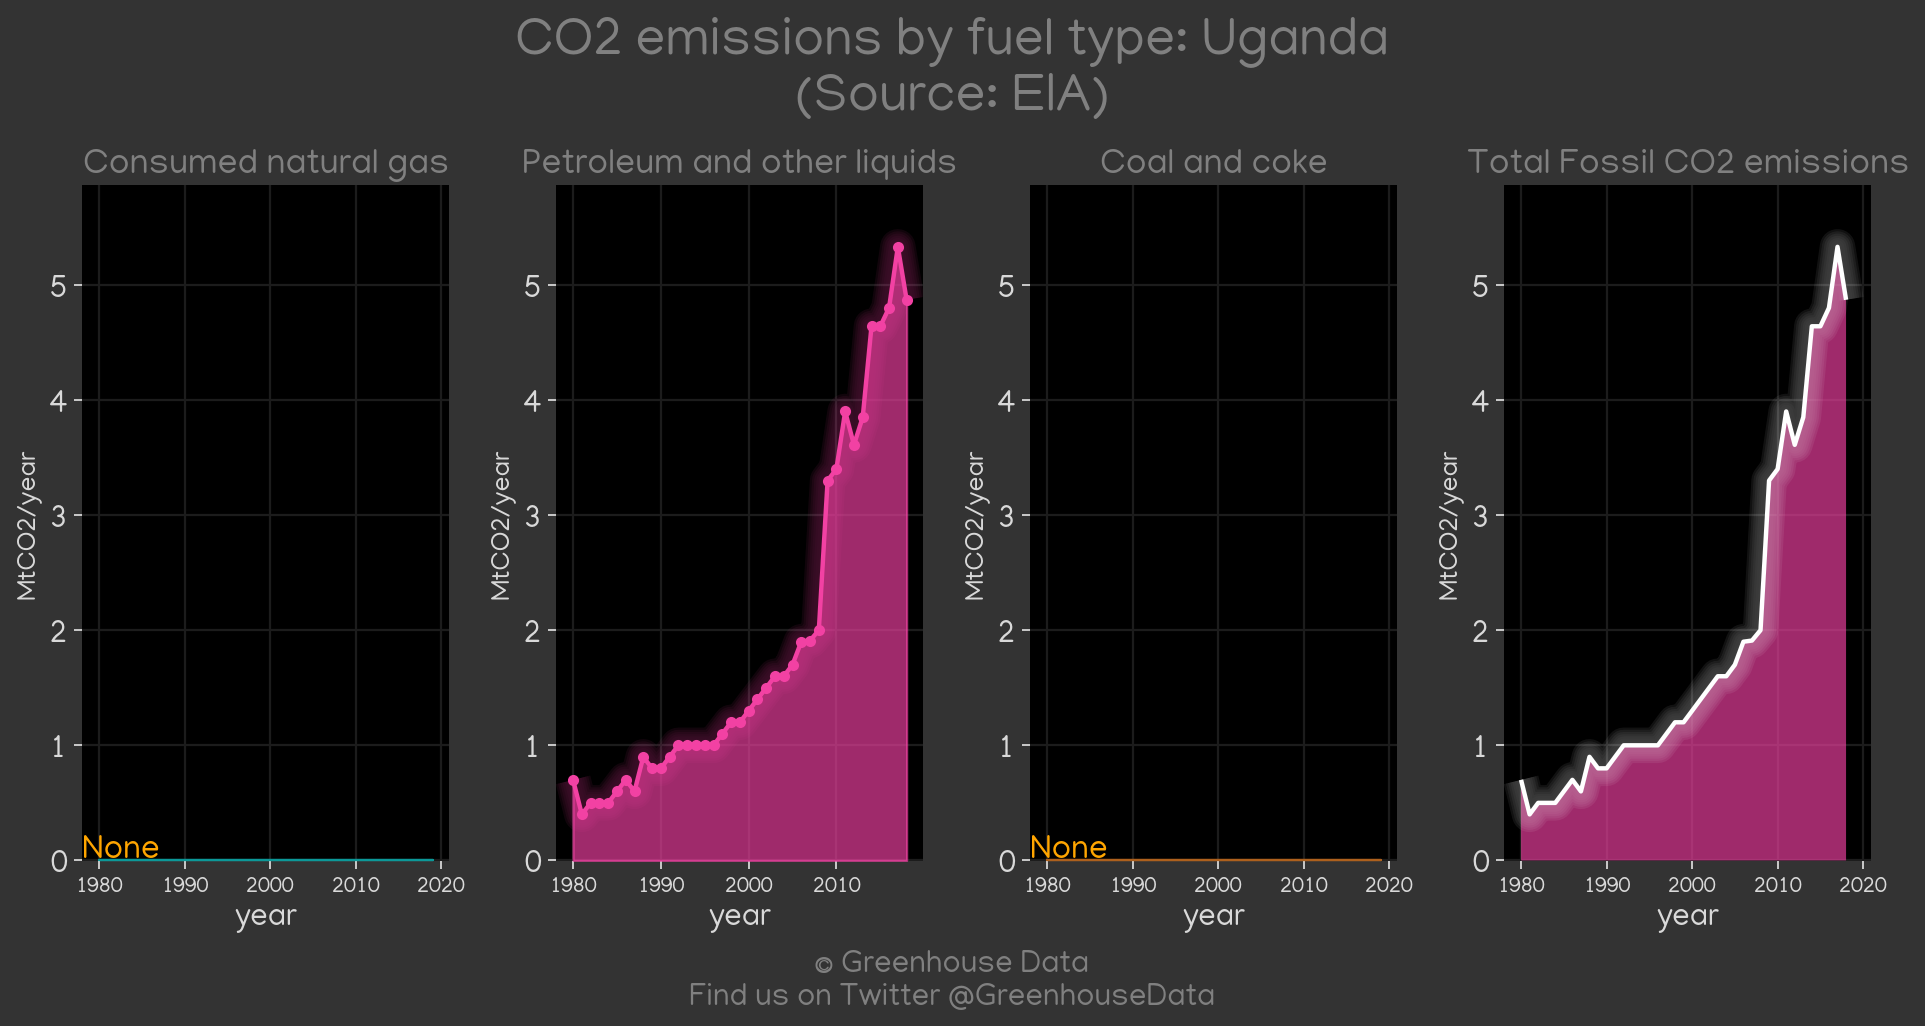 CO2 emissions by fuel type: Uganda
(Source: EIA)
Consumed natural gas
Petroleum and other liquids
Coal and coke
Total Fossil CO2 emissions
MtCO2/year
5
4
3
2
1
0
None
1980 1990 2000 2010 2020
year
MtCO2/year
5
4
3
2
1
0
1980 1990 2000 2010
year
MtCO2/year
5
4
3
2
1
0
None
1980 1990 2000 2010 2020
year
MtCO2/year
5
4
3
2
1
0
1980 1990 2000 2010 2020
year
© Greenhouse Data
Find us on Twitter @GreenhouseData